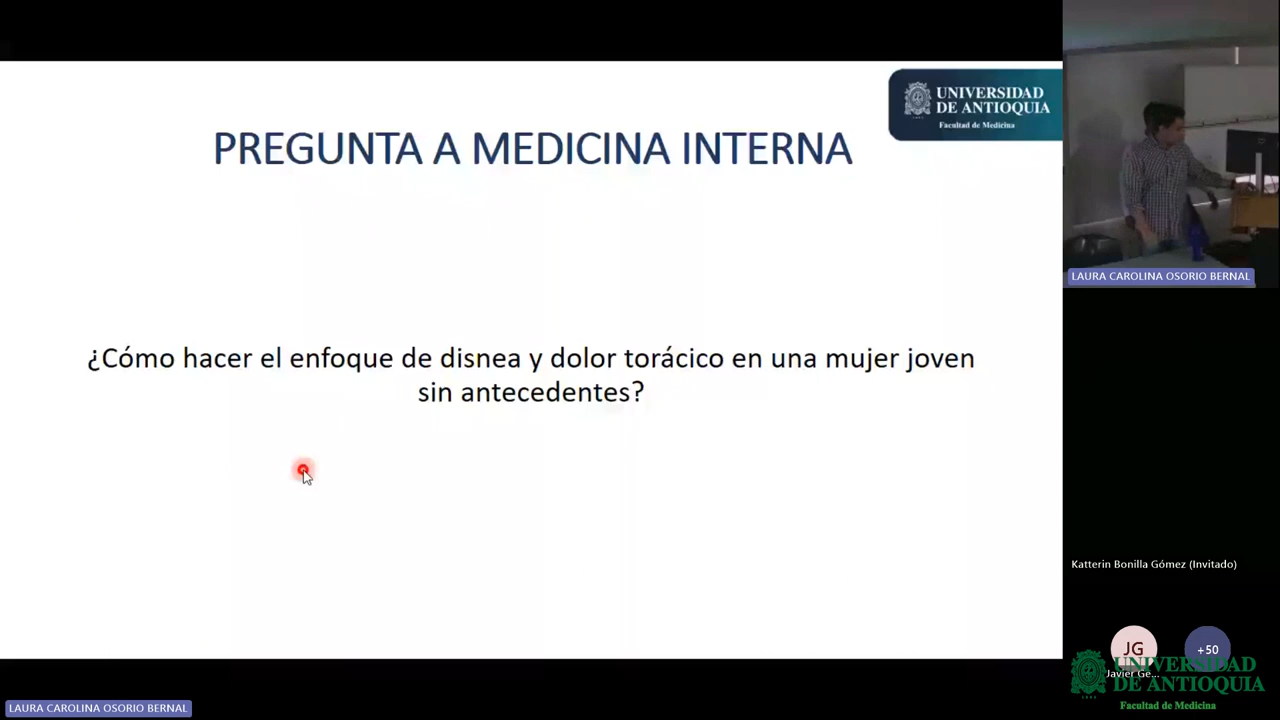 UNIVERSIDAD
DE ANTIOQUIA
Facultad de Medicina
PREGUNTA A MEDICINA INTERNA
¿Cómo hacer el enfoque de disnea y dolor torácico en una mujer joven
sin antecedentes?
LAURA CAROLINA OSORIO BERNAL
Katterin Bonilla Gómez (Invitado)
JG
+50
Javier Ge...
UNIVERSIDAD
DE ANTIOQUIA
Facultad de Medicina
LAURA CAROLINA OSORIO BERNAL